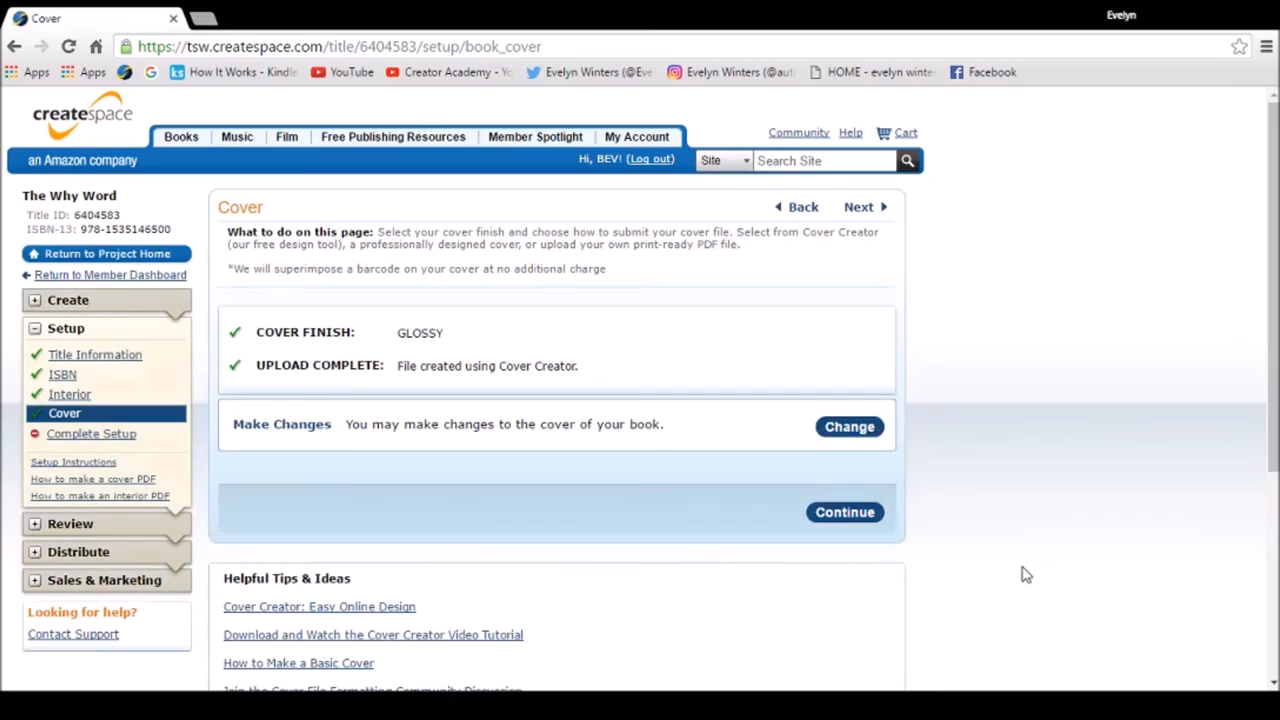 Cover
Evelyn
https://tsw.createspace.com/title/6404583/setup/book_cover
Apps Apps How It Works - Kindle YouTube Creator Academy - Yo Evelyn Winters (@Eve Evelyn Winters (@aut HOME - evelyn winte Facebook
createspace
an Amazon company
Books Music Film Free Publishing Resources Member Spotlight My Account
Community Help Cart
Hi, BEV! (Log out) Site Search Site
The Why Word
Title ID: 6404583
ISBN-13: 978-1535146500
Return to Project Home
Return to Member Dashboard
Create
Setup
Title Information
ISBN
Interior
Cover
Complete Setup
Setup Instructions
How to make a cover PDF
How to make an interior PDF
Review
Distribute
Sales & Marketing
Looking for help?
Contact Support
Cover Back Next
What to do on this page: Select your cover finish and choose how to submit your cover file. Select from Cover Creator
(our free design tool), a professionally designed cover, or upload your own print-ready PDF file.
*We will superimpose a barcode on your cover at no additional charge
COVER FINISH: GLOSSY
UPLOAD COMPLETE: File created using Cover Creator.
Make Changes You may make changes to the cover of your book. Change
Continue
Helpful Tips & Ideas
Cover Creator: Easy Online Design
Download and Watch the Cover Creator Video Tutorial
How to Make a Basic Cover
Join the Cover File Formatting Community Discussion